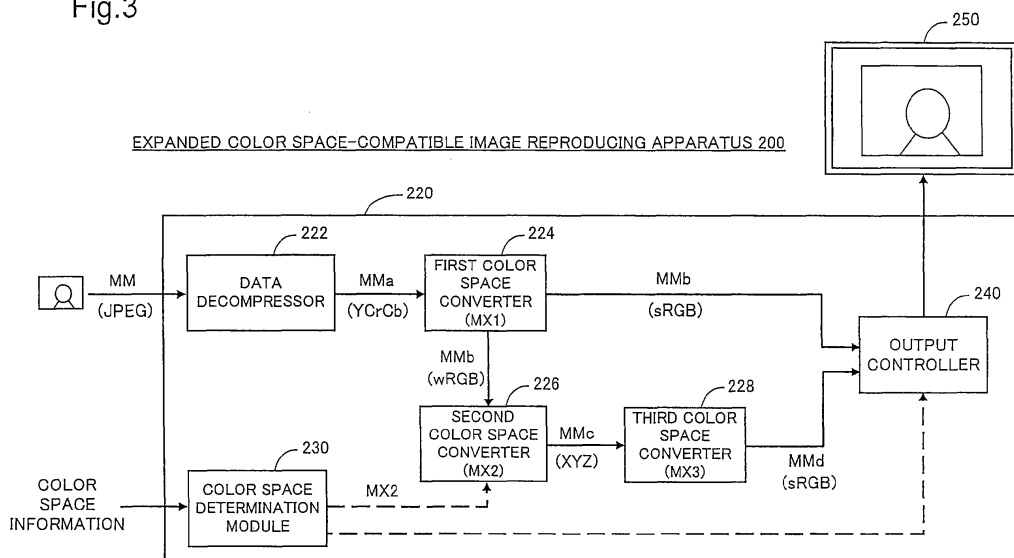 Fig.3
250
EXPANDED COLOR SPACE-COMPATIBLE IMAGE REPRODUCING APPARATUS 200
220
222
224
MM
(JPEG)
DATA
DECOMPRESSOR
MMa
(YCrCb)
FIRST COLOR
SPACE
CONVERTER
(MX1)
MMb
(sRGB)
240
OUTPUT
CONTROLLER
MMb
(wRGB)
226
228
SECOND
COLOR SPACE
CONVERTER
(MX2)
MMc
(XYZ)
THIRD COLOR
SPACE
CONVERTER
(MX3)
MMd
(sRGB)
230
COLOR
SPACE
INFORMATION
COLOR SPACE
DETERMINATION
MODULE
MX2